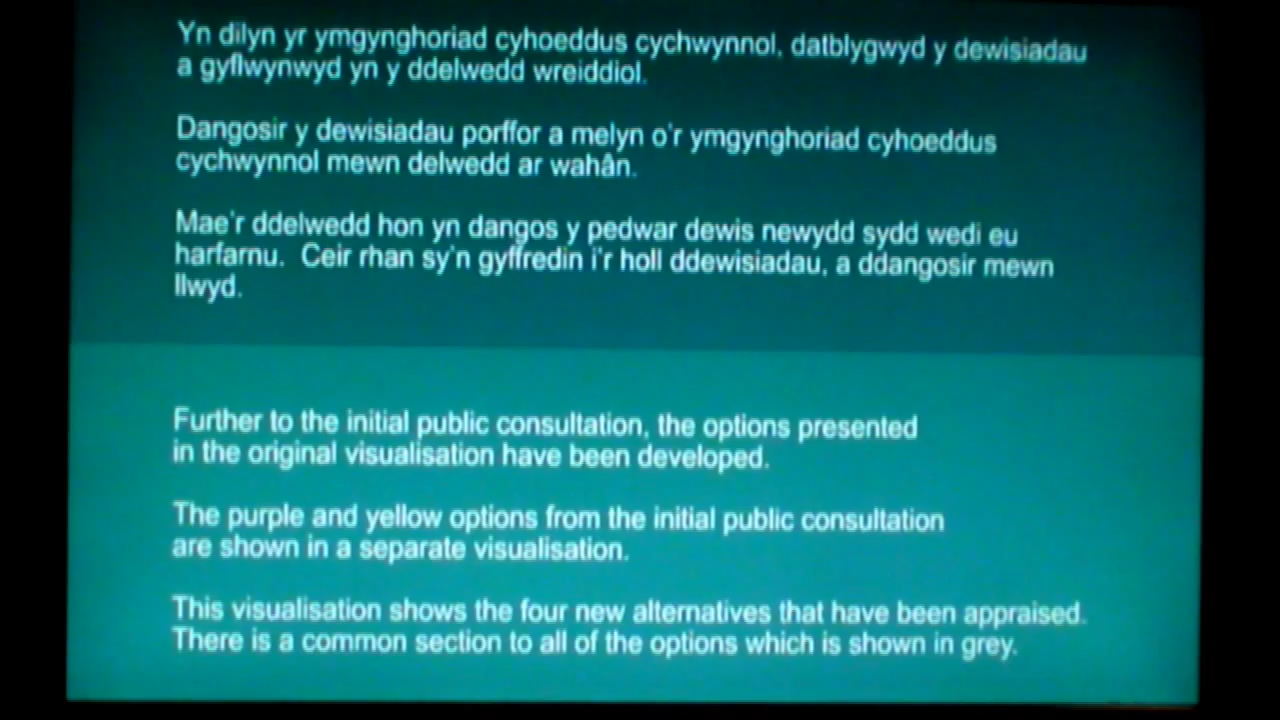 Yn dilyn yr ymgynghoriad cyhoeddus cychwynnol, datblygwyd y dewisiadau
a gyflwynwyd yn y ddelwedd wreiddiol.
Dangosir y dewisiadau porffor a melyn o'r ymgynghoriad cyhoeddus
cychwynnol mewn delwedd ar wahân.
Mae'r ddelwedd hon yn dangos y pedwar dewis newydd sydd wedi eu
harfarnu. Ceir rhan sy'n gyffredin i'r holl ddewisiadau, a ddangosir mewn
llwyd.
Further to the initial public consultation, the options presented
in the original visualisation have been developed.
The purple and yellow options from the initial public consultation
are shown in a separate visualisation.
This visualisation shows the four new alternatives that have been appraised.
There is a common section to all of the options which is shown in grey.